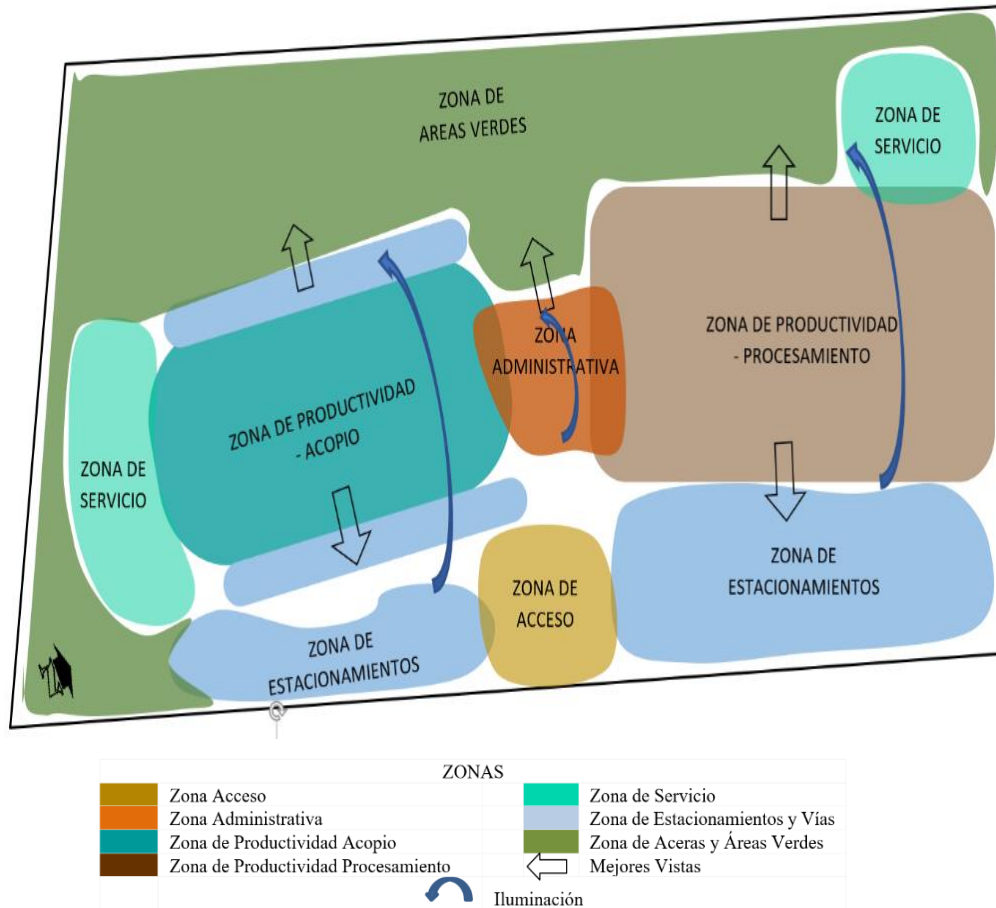 ZONA DE
AREAS VERDES
ZONA DE
SERVICIO
ZONA
ADMINISTRATIVA
ZONA DE PRODUCTIVIDAD
- PROCESAMIENTO
ZONA DE PRODUCTIVIDAD
- ACOPIO
ZONA DE
SERVICIO
ZONA DE
ESTACIONAMIENTOS
ZONA DE
ACCESO
ZONA DE
ESTACIONAMIENTOS
ZONAS
Zona Acceso
Zona de Servicio
Zona Administrativa
Zona de Estacionamientos y Vías
Zona de Productividad Acopio
Zona de Aceras y Áreas Verdes
Zona de Productividad Procesamiento
Mejores Vistas
Iluminación